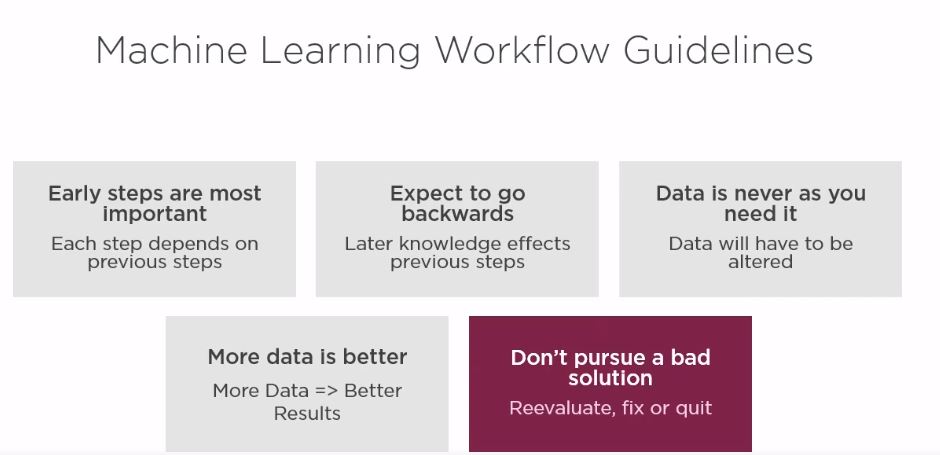 Machine Learning Workflow Guidelines
Early steps are most
important
Each step depends on
previous steps
Expect to go
backwards
Later knowledge effects
previous steps
Data is never as you
need it
Data will have to be
altered
More data is better
More Data => Better
Results
Don't pursue a bad
solution
Reevaluate, fix or quit